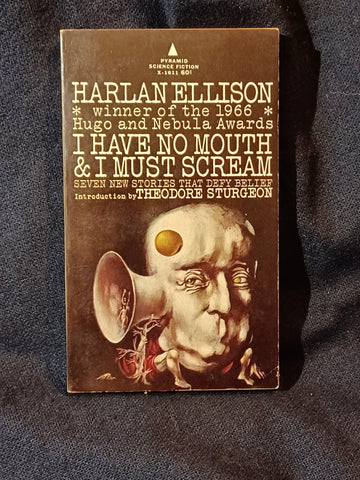 PYRAMID
SCIENCE FICTION
X-1611 60¢
HARLAN ELLISON
* winner of the 1966 *
Hugo and Nebula Awards
I HAVE NO MOUTH
& I MUST SCREAM
SEVEN NEW STORIES THAT DEFY BELIEF
Introduction by THEODORE STURGEON